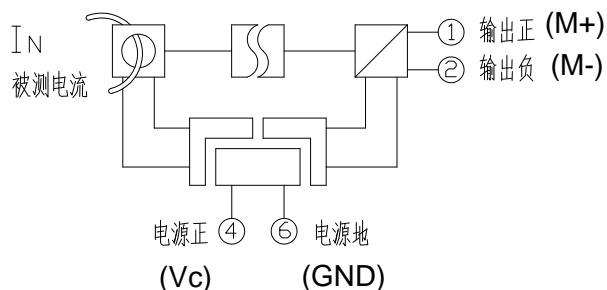 IN
被测电流
① 输出正 (M+)
② 输出负 (M-)
电源正 ④ ⑥ 电源地
(Vc) (GND)